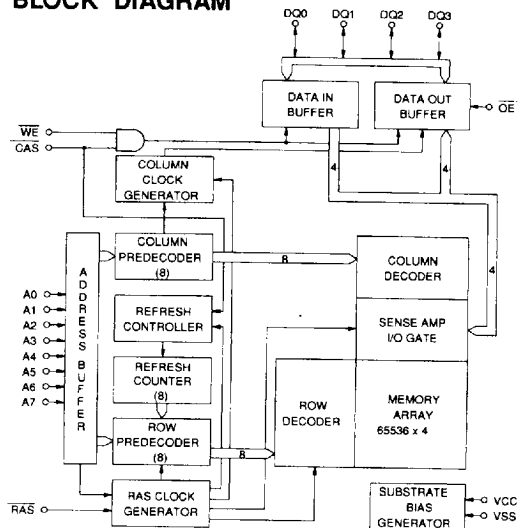 BLOCK DIAGRAM
DQ0 DQ1 DQ2 DQ3
DATA IN
BUFFER
DATA OUT
BUFFER
OE
WE
CAS
COLUMN
CLOCK
GENERATOR
4
4
COLUMN
PREDECODER
(8)
8
COLUMN
DECODER
4
ADDRESS BUFFER
A0
A1
A2
A3
A4
A5
A6
A7
REFRESH
CONTROLLER
SENSE AMP
I/O GATE
REFRESH
COUNTER
(8)
ROW
DECODER
MEMORY
ARRAY
65536 x 4
ROW
PREDECODER
(8)
8
RAS
RAS CLOCK
GENERATOR
SUBSTRATE
BIAS
GENERATOR
VCC
VSS